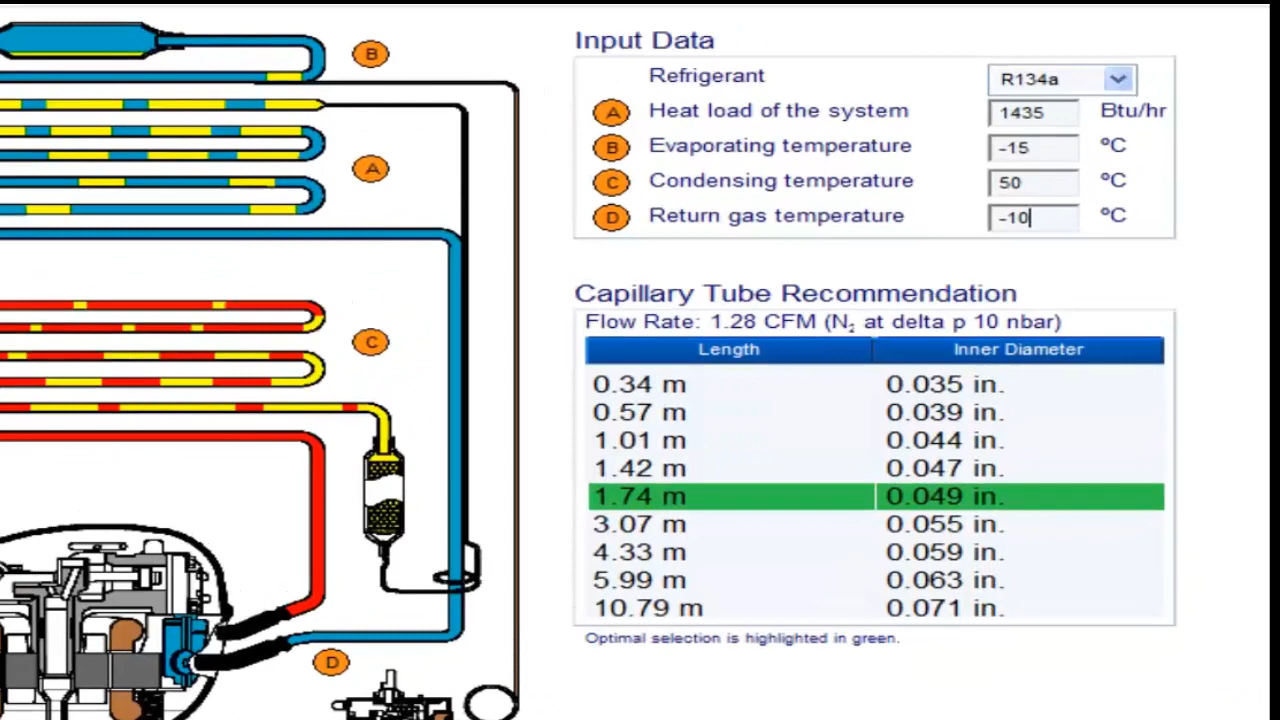 B
A
C
D
Input Data
Refrigerant R134a
A Heat load of the system 1435 Btu/hr
B Evaporating temperature -15 ºC
C Condensing temperature 50 ºC
D Return gas temperature -10 ºC
Capillary Tube Recommendation
Flow Rate: 1.28 CFM (N₂ at delta p 10 nbar)
Length Inner Diameter
0.34 m 0.035 in.
0.57 m 0.039 in.
1.01 m 0.044 in.
1.42 m 0.047 in.
1.74 m 0.049 in.
3.07 m 0.055 in.
4.33 m 0.059 in.
5.99 m 0.063 in.
10.79 m 0.071 in.
Optimal selection is highlighted in green.